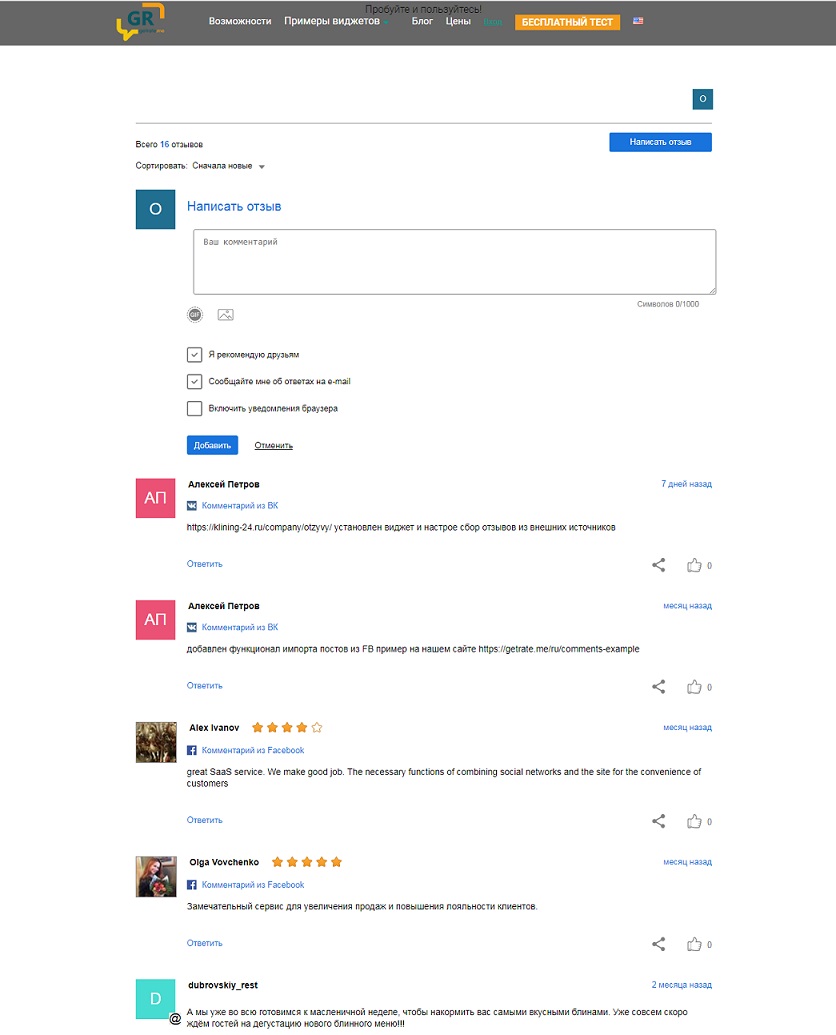 Пробуйте и пользуйтесь!
GR
Возможности Примеры виджетов Блог Цены Вход БЕСПЛАТНЫЙ ТЕСТ
O
Всего 16 отзывов
Написать отзыв
Сортировать: Сначала новые
O
Написать отзыв
Ваш комментарий
Символов 0/1000
GIF
Я рекомендую друзьям
Сообщайте мне об ответах на e-mail
Включить уведомления браузера
Добавить Отменить
АП
Алексей Петров 7 дней назад
Комментарий из ВК
https://klining-24.ru/company/otzyvy/ установлен виджет и настрое сбор отзывов из внешних источников
Ответить 0
АП
Алексей Петров месяц назад
Комментарий из ВК
добавлен функционал импорта постов из FB пример на нашем сайте https://getrate.me/ru/comments-example
Ответить 0
Alex Ivanov месяц назад
Комментарий из Facebook
great SaaS service. We make good job. The necessary functions of combining social networks and the site for the convenience of
customers
Ответить 0
Olga Vovchenko месяц назад
Комментарий из Facebook
Замечательный сервис для увеличения продаж и повышения лояльности клиентов.
Ответить 0
D
dubrovskiy_rest 2 месяца назад
@
А мы уже во всю готовимся к масленичной неделе, чтобы накормить вас самыми вкусными блинами. Уже совсем скоро
ждём гостей на дегустацию нового блинного меню!!!